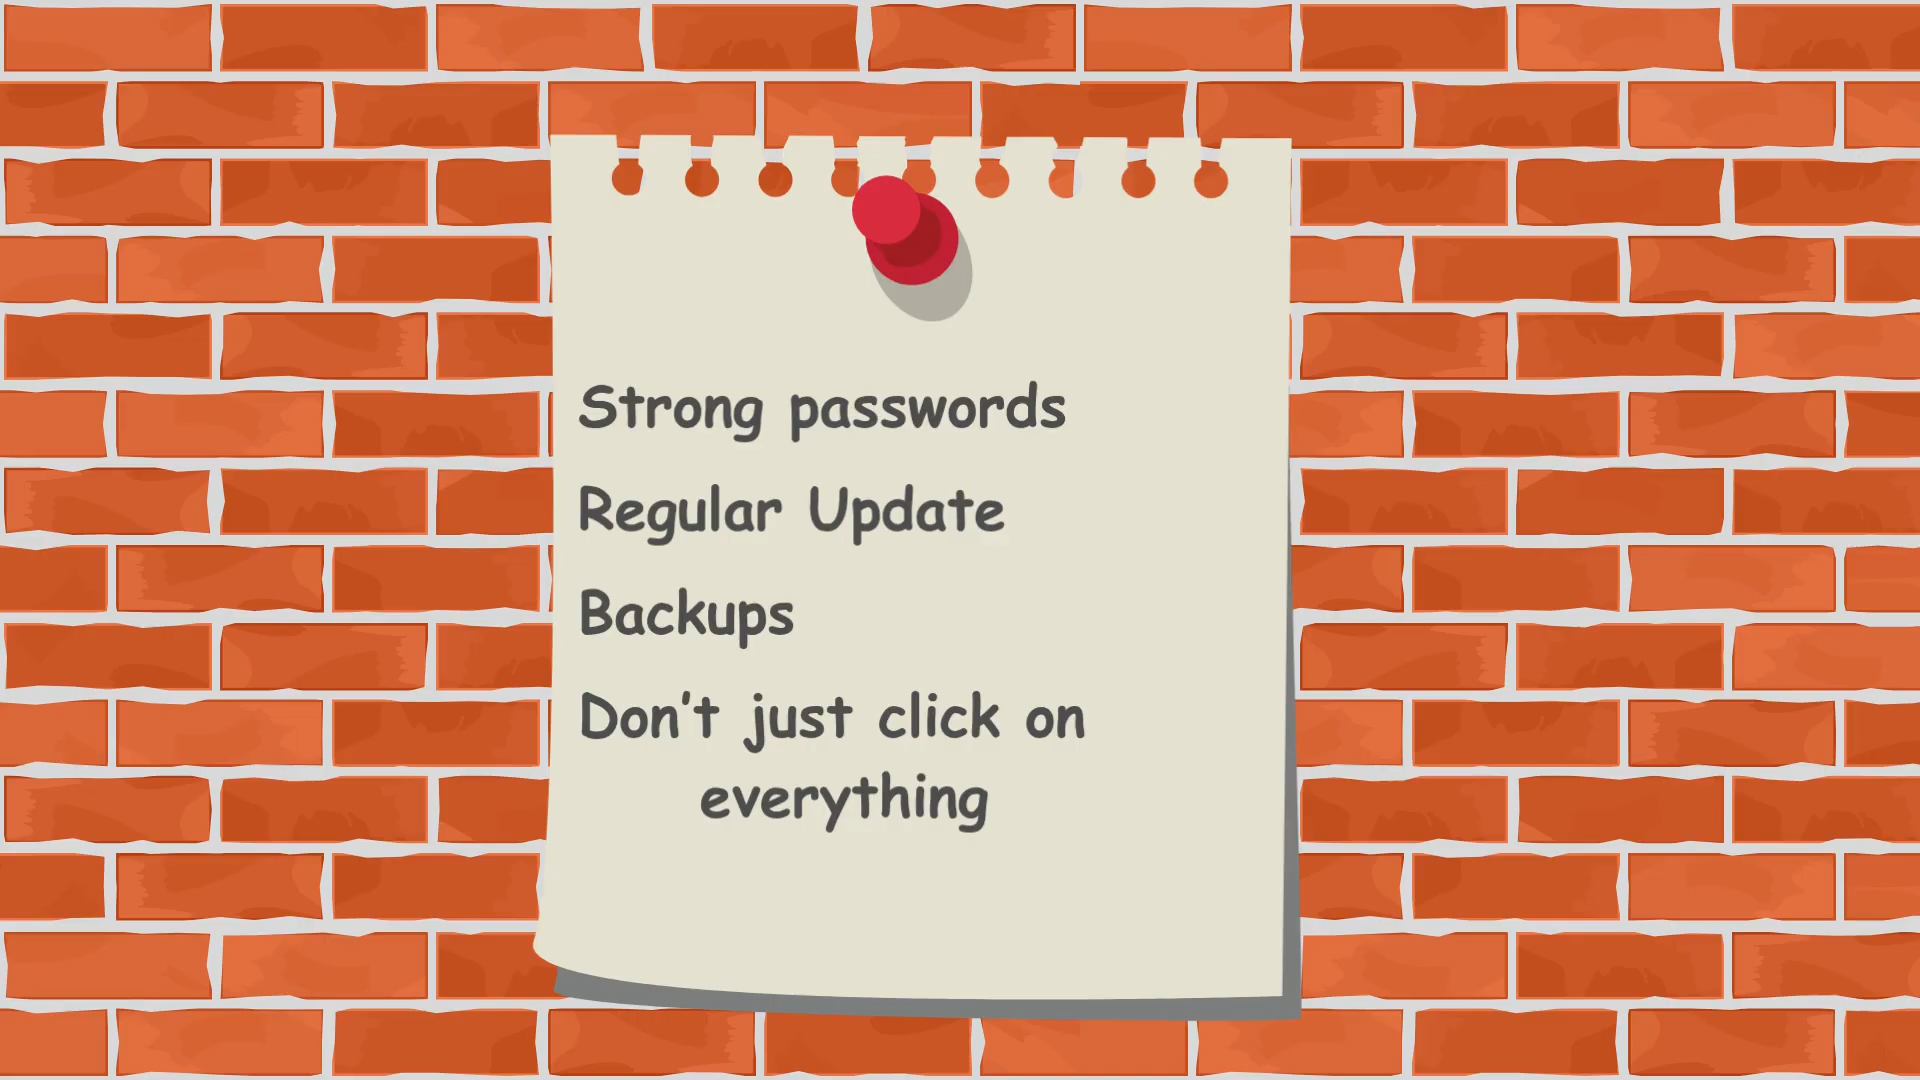 Strong passwords
Regular Update
Backups
Don't just click on
everything